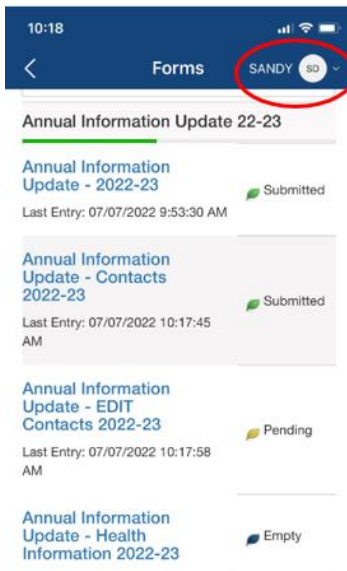 10:18
Forms
SANDY SD
Annual Information Update 22-23
Annual Information
Update - 2022-23
Last Entry: 07/07/2022 9:53:30 AM
Submitted
Annual Information
Update - Contacts
2022-23
Last Entry: 07/07/2022 10:17:45
AM
Submitted
Annual Information
Update - EDIT
Contacts 2022-23
Last Entry: 07/07/2022 10:17:58
AM
Pending
Annual Information
Update - Health
Information 2022-23
Empty